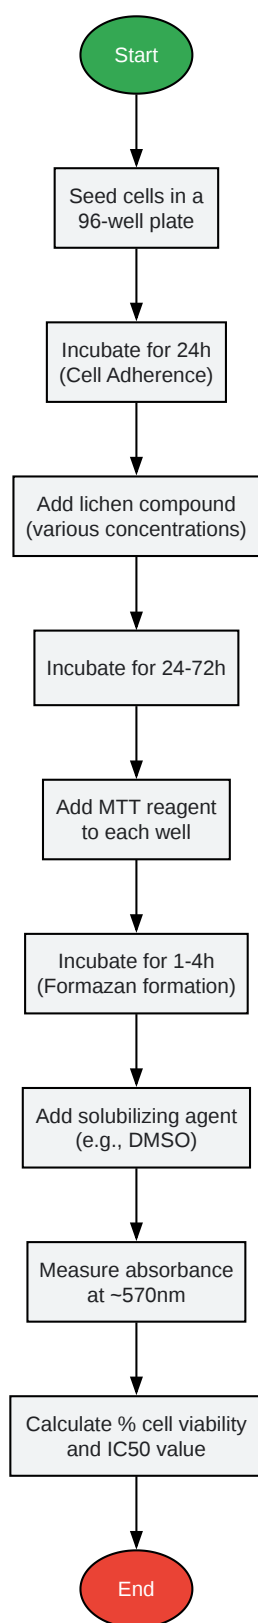 Start
Seed cells in a
96-well plate
Incubate for 24h
(Cell Adherence)
Add lichen compound
(various concentrations)
Incubate for 24-72h
Add MTT reagent
to each well
Incubate for 1-4h
(Formazan formation)
Add solubilizing agent
(e.g., DMSO)
Measure absorbance
at ~570nm
Calculate % cell viability
and IC50 value
End